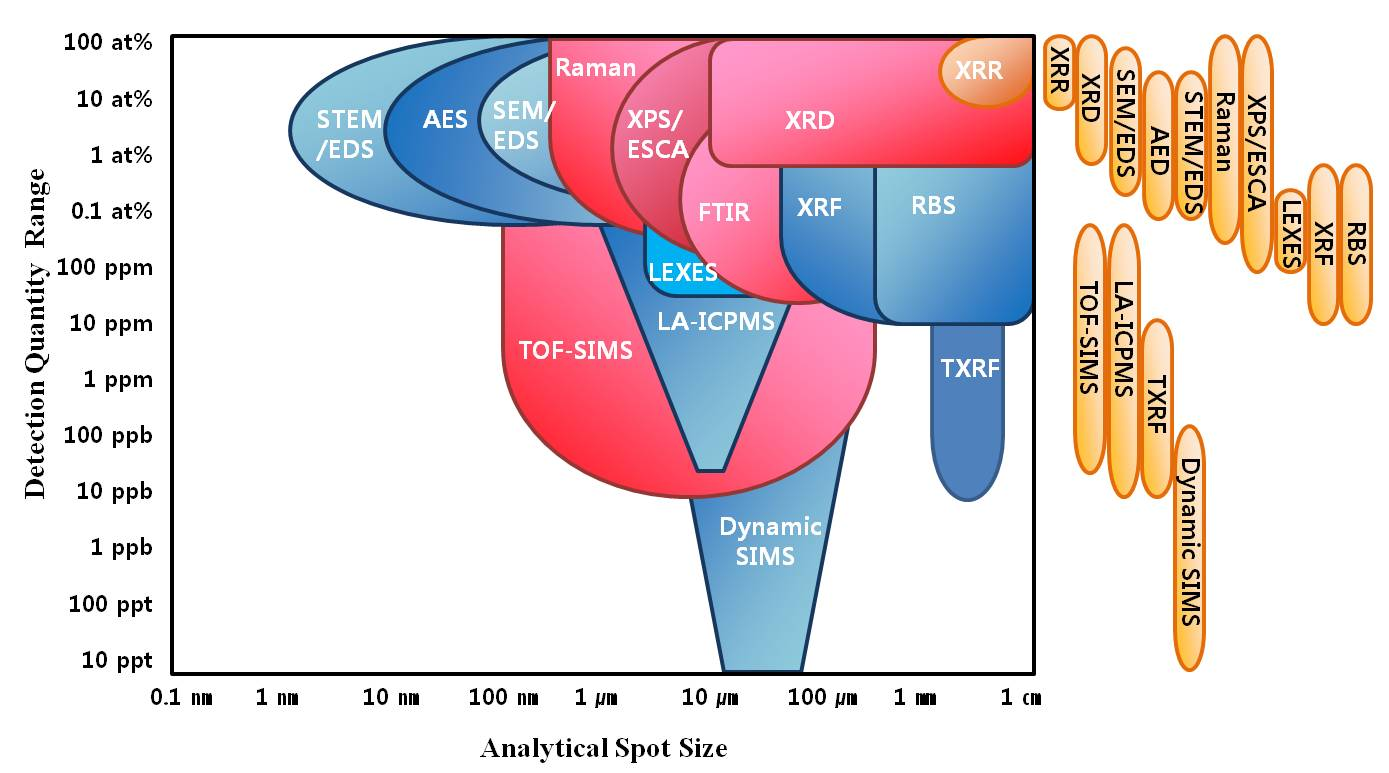 100 at%
10 at%
1 at%
0.1 at%
100 ppm
10 ppm
1 ppm
100 ppb
10 ppb
1 ppb
100 ppt
10 ppt
Detection Quantity Range
0.1 nm
1 nm
10 nm
100 nm
1 μm
10 μm
100 μm
1 mm
1 cm
Analytical Spot Size
STEM
/EDS
AES
SEM/
EDS
Raman
XPS/
ESCA
XRD
XRR
FTIR
XRF
RBS
LEXES
LA-ICPMS
TOF-SIMS
TXRF
Dynamic
SIMS
XRR
XRD
SEM/EDS
AED
STEM/EDS
Raman
XPS/ESCA
LEXES
XRF
RBS
TOF-SIMS
LA-ICPMS
TXRF
Dynamic SIMS